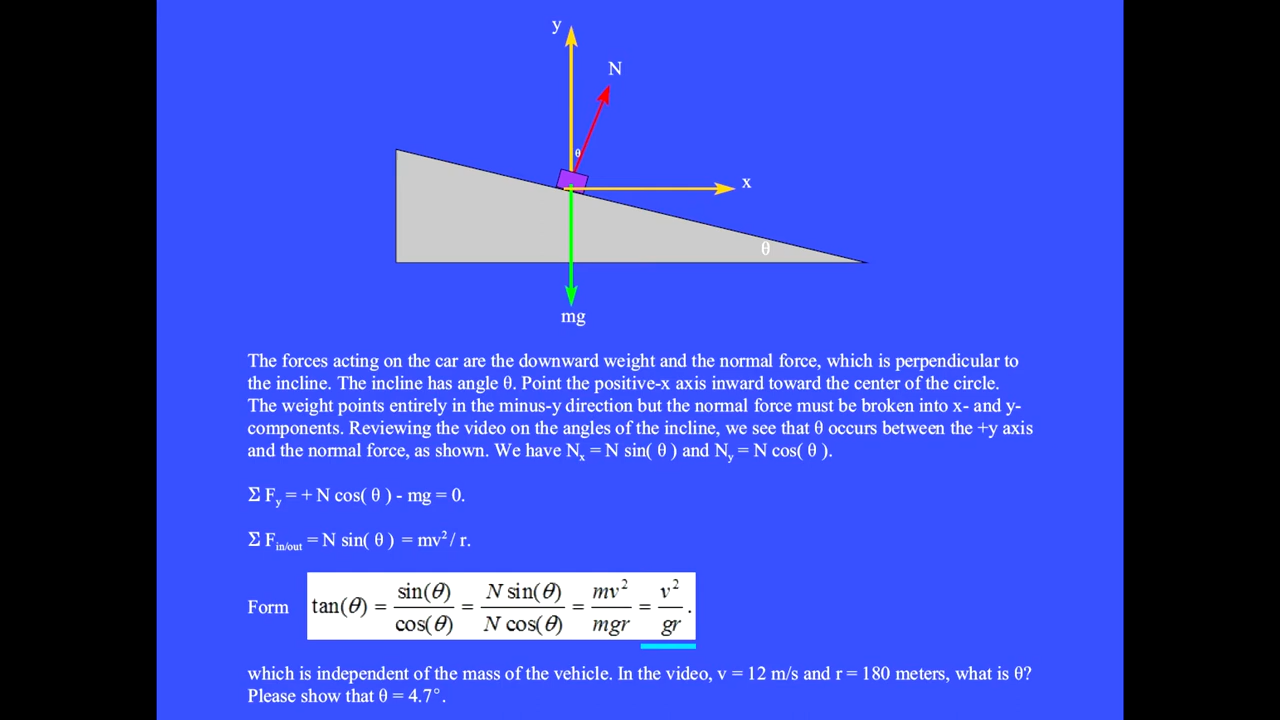 y
N
θ
x
θ
mg
The forces acting on the car are the downward weight and the normal force, which is perpendicular to
the incline. The incline has angle θ. Point the positive-x axis inward toward the center of the circle.
The weight points entirely in the minus-y direction but the normal force must be broken into x- and y-
components. Reviewing the video on the angles of the incline, we see that θ occurs between the +y axis
and the normal force, as shown. We have Nₓ = N sin( θ ) and N_y = N cos( θ ).
Σ F_y = + N cos( θ ) - mg = 0.
Σ F_in/out = N sin( θ ) = mv² / r.
Form tan(θ) = sin(θ)/cos(θ) = N sin(θ)/N cos(θ) = mv²/mgr = v²/gr.
which is independent of the mass of the vehicle. In the video, v = 12 m/s and r = 180 meters, what is θ?
Please show that θ = 4.7°.